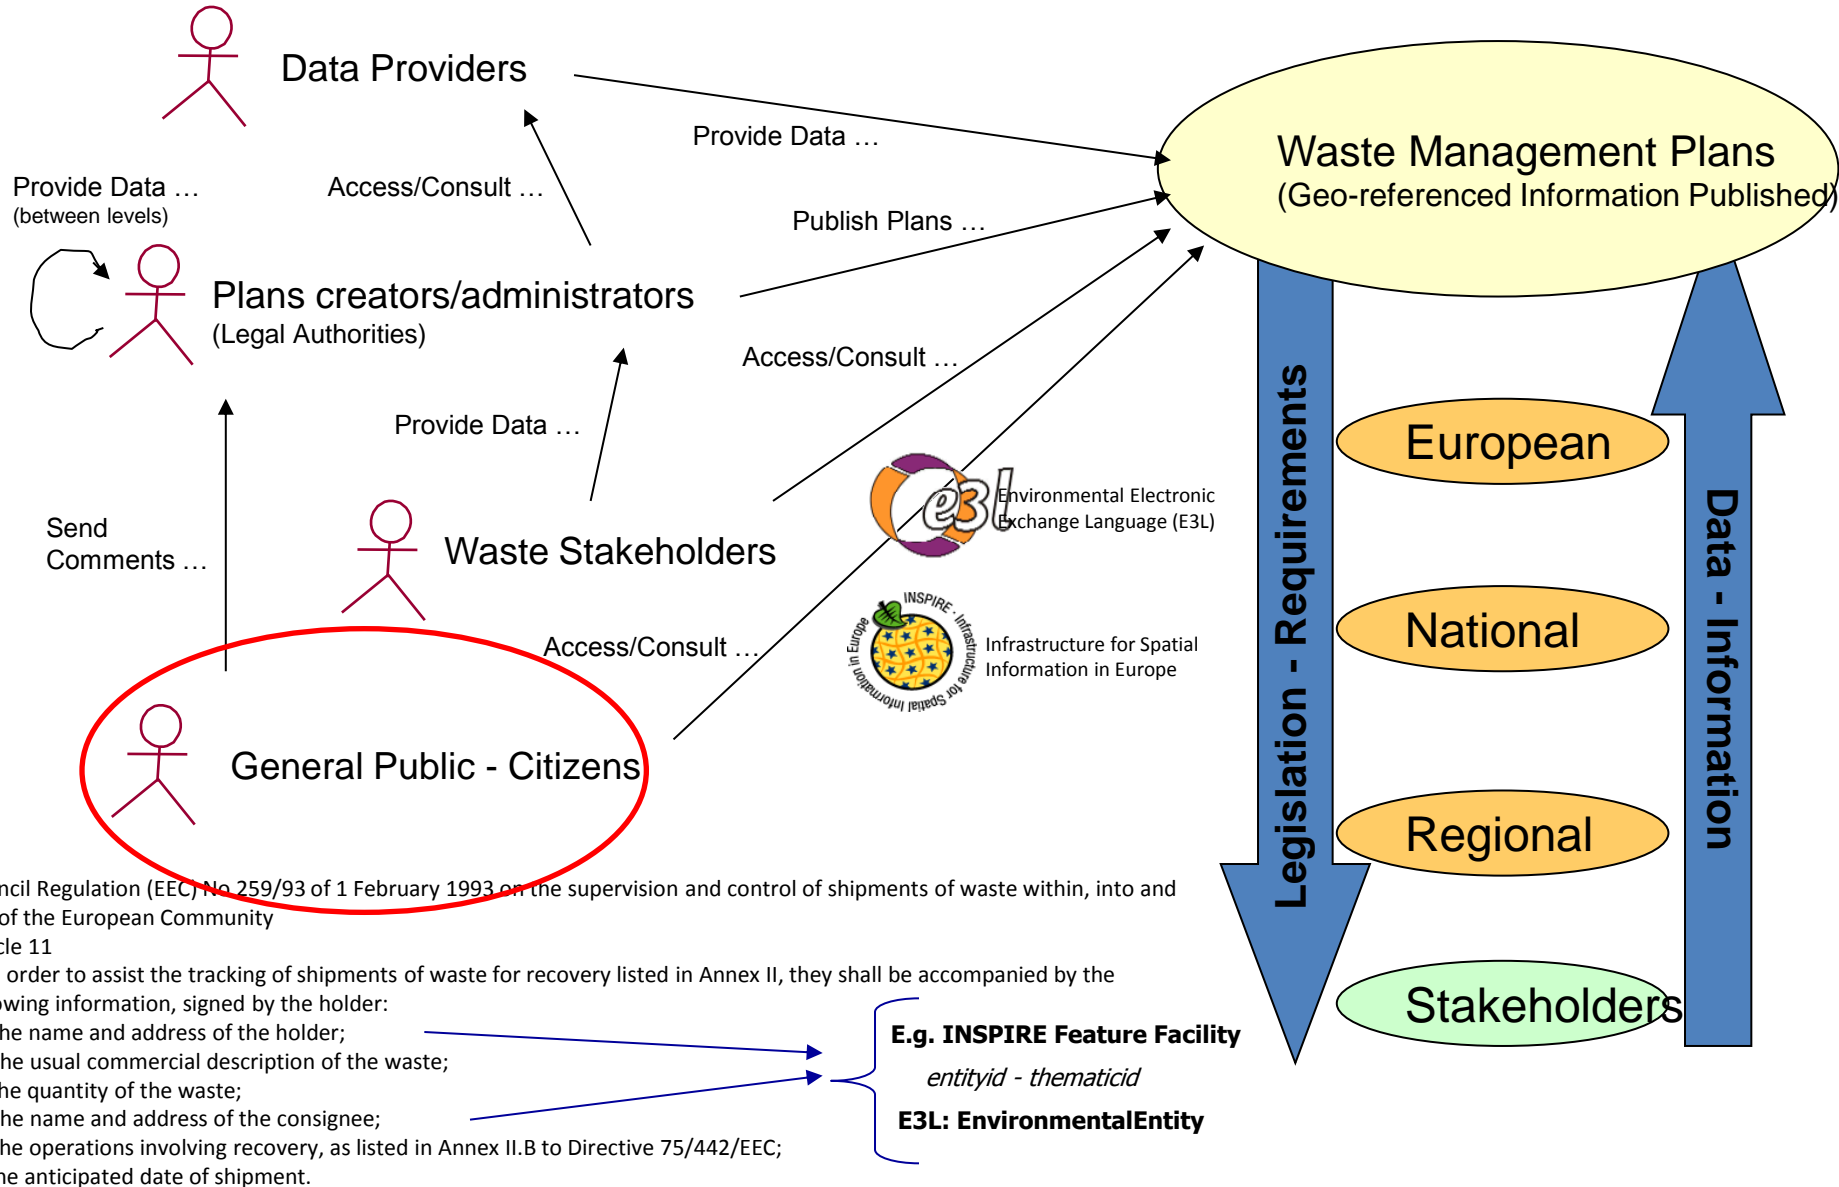 Data Providers
Provide Data …
Waste Management Plans
(Geo-referenced Information Published)
Provide Data …
(between levels)
Access/Consult …
Publish Plans …
Plans creators/administrators
(Legal Authorities)
Access/Consult …
Provide Data …
Send
Comments …
Waste Stakeholders
e3l
Environmental Electronic
Exchange Language (E3L)
Access/Consult …
INSPIRE - Infrastructure for Spatial Information in Europe
Infrastructure for Spatial
Information in Europe
General Public - Citizens
Legislation - Requirements
Data - Information
European
National
Regional
Stakeholders
ncil Regulation (EEC) No 259/93 of 1 February 1993 on the supervision and control of shipments of waste within, into and
of the European Community
cle 11
order to assist the tracking of shipments of waste for recovery listed in Annex II, they shall be accompanied by the
owing information, signed by the holder:
he name and address of the holder;
he usual commercial description of the waste;
he quantity of the waste;
he name and address of the consignee;
he operations involving recovery, as listed in Annex II.B to Directive 75/442/EEC;
he anticipated date of shipment.
E.g. INSPIRE Feature Facility
entityid - thematicid
E3L: EnvironmentalEntity